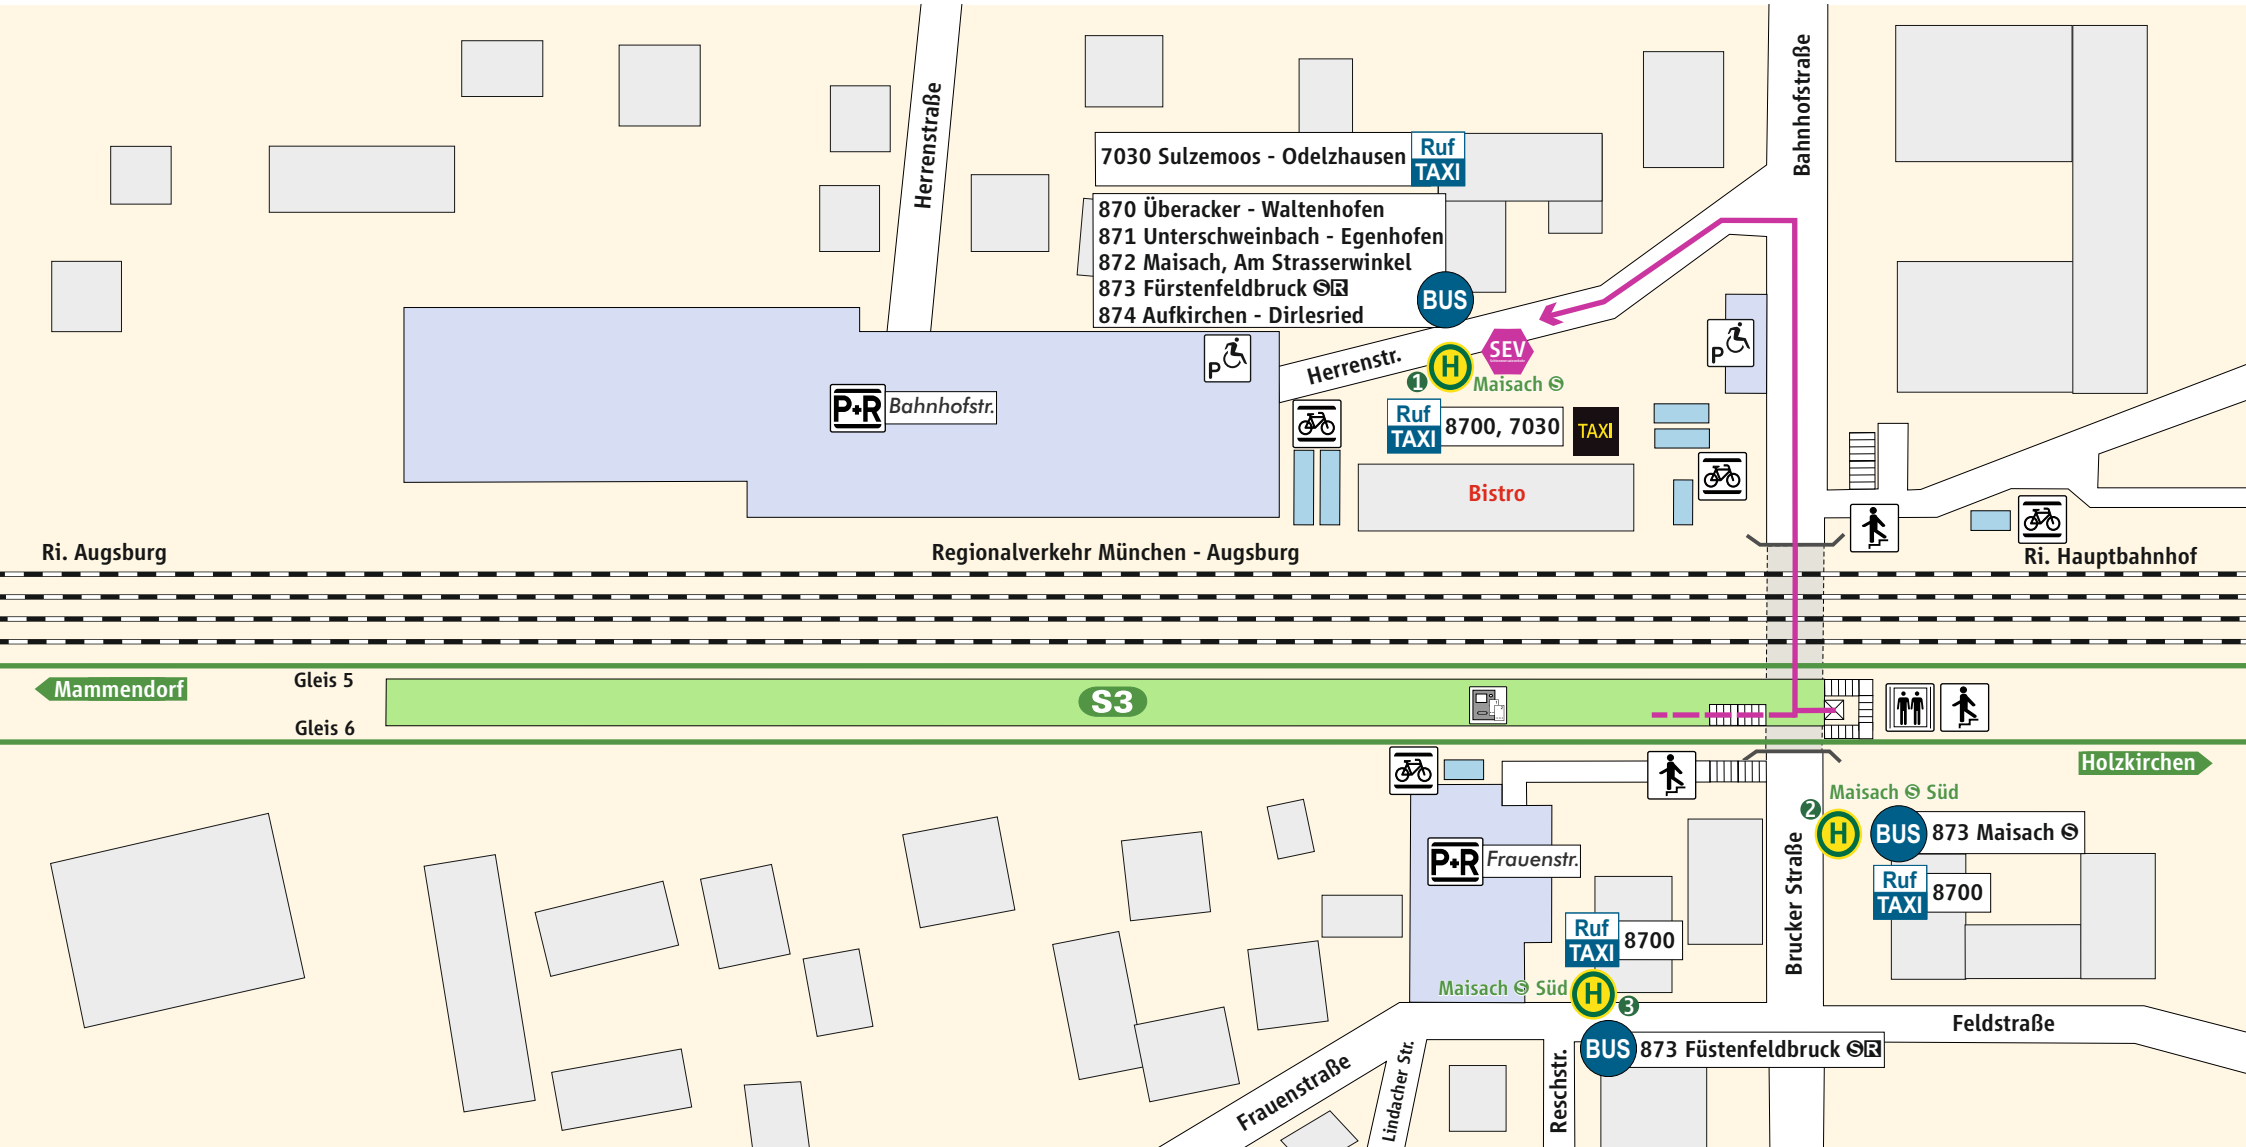 Herrenstraße
Bahnhofstraße
7030 Sulzemoos - Odelzhausen
Ruf
TAXI
870 Überacker - Waltenhofen
871 Unterschweinbach - Egenhofen
872 Maisach, Am Strasserwinkel
873 Fürstenfeldbruck S R
874 Aufkirchen - Dirlesried
BUS
P
P
Herrenstr.
SEV
H
1
Maisach S
P+R Bahnhofstr.
Ruf
TAXI
8700, 7030
TAXI
Bistro
Ri. Augsburg
Regionalverkehr München - Augsburg
Ri. Hauptbahnhof
Mammendorf
Gleis 5
S3
Gleis 6
Holzkirchen
Maisach S Süd
2
H
BUS
873 Maisach S
Brucker Straße
P+R Frauenstr.
Ruf
TAXI
8700
Ruf
TAXI
8700
Maisach S Süd
H
3
Feldstraße
BUS
873 Füstenfeldbruck S R
Frauenstraße
Lindacher Str.
Reschstr.